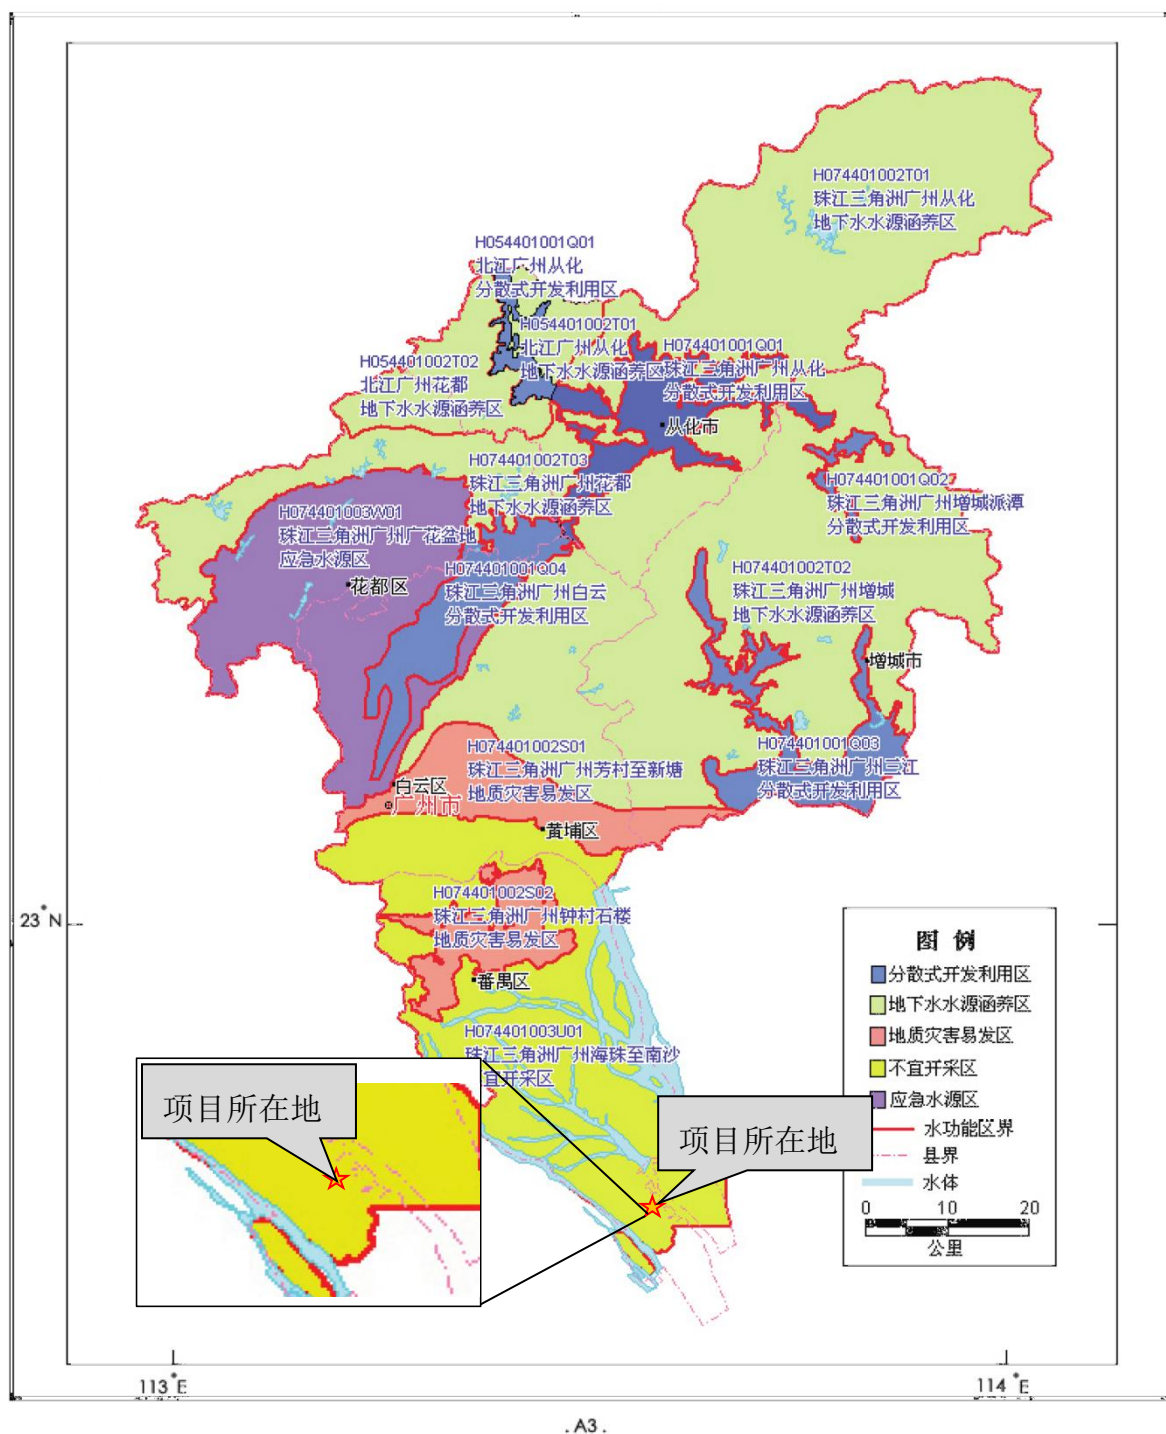 H074401002T01
珠江三角洲广州从化
地下水水源涵养区
H054401001Q01
北江广州从化
分散式开发利用区
H054401002T01
北江广州从化
地下水水源涵养区
H074401001Q01
珠江三角洲广州从化
分散式开发利用区
H054401002T02
北江广州花都
地下水水源涵养区
从化市
H074401002T03
珠江三角洲广州花都
地下水水源涵养区
H074401001Q02
珠江三角洲广州增城派潭
分散式开发利用区
H074401003W01
珠江三角洲广州广花盆地
应急水源区
花都区
H074401001Q04
珠江三角洲广州白云
分散式开发利用区
H074401002T02
珠江三角洲广州增城
地下水水源涵养区
增城市
H074401002S01
珠江三角洲广州芳村至新塘
地质灾害易发区
H074401001Q03
珠江三角洲广州三江
分散式开发利用区
白云区
广州市
黄埔区
H074401002S02
珠江三角洲广州钟村石楼
地质灾害易发区
23°N
番禺区
H074401003U01
珠江三角洲广州海珠至南沙
宜开采区
项目所在地
项目所在地
图 例
分散式开发利用区
地下水水源涵养区
地质灾害易发区
不宜开采区
应急水源区
水功能区界
县界
水体
0 10 20
公里
113°E 114°E
. A3 .